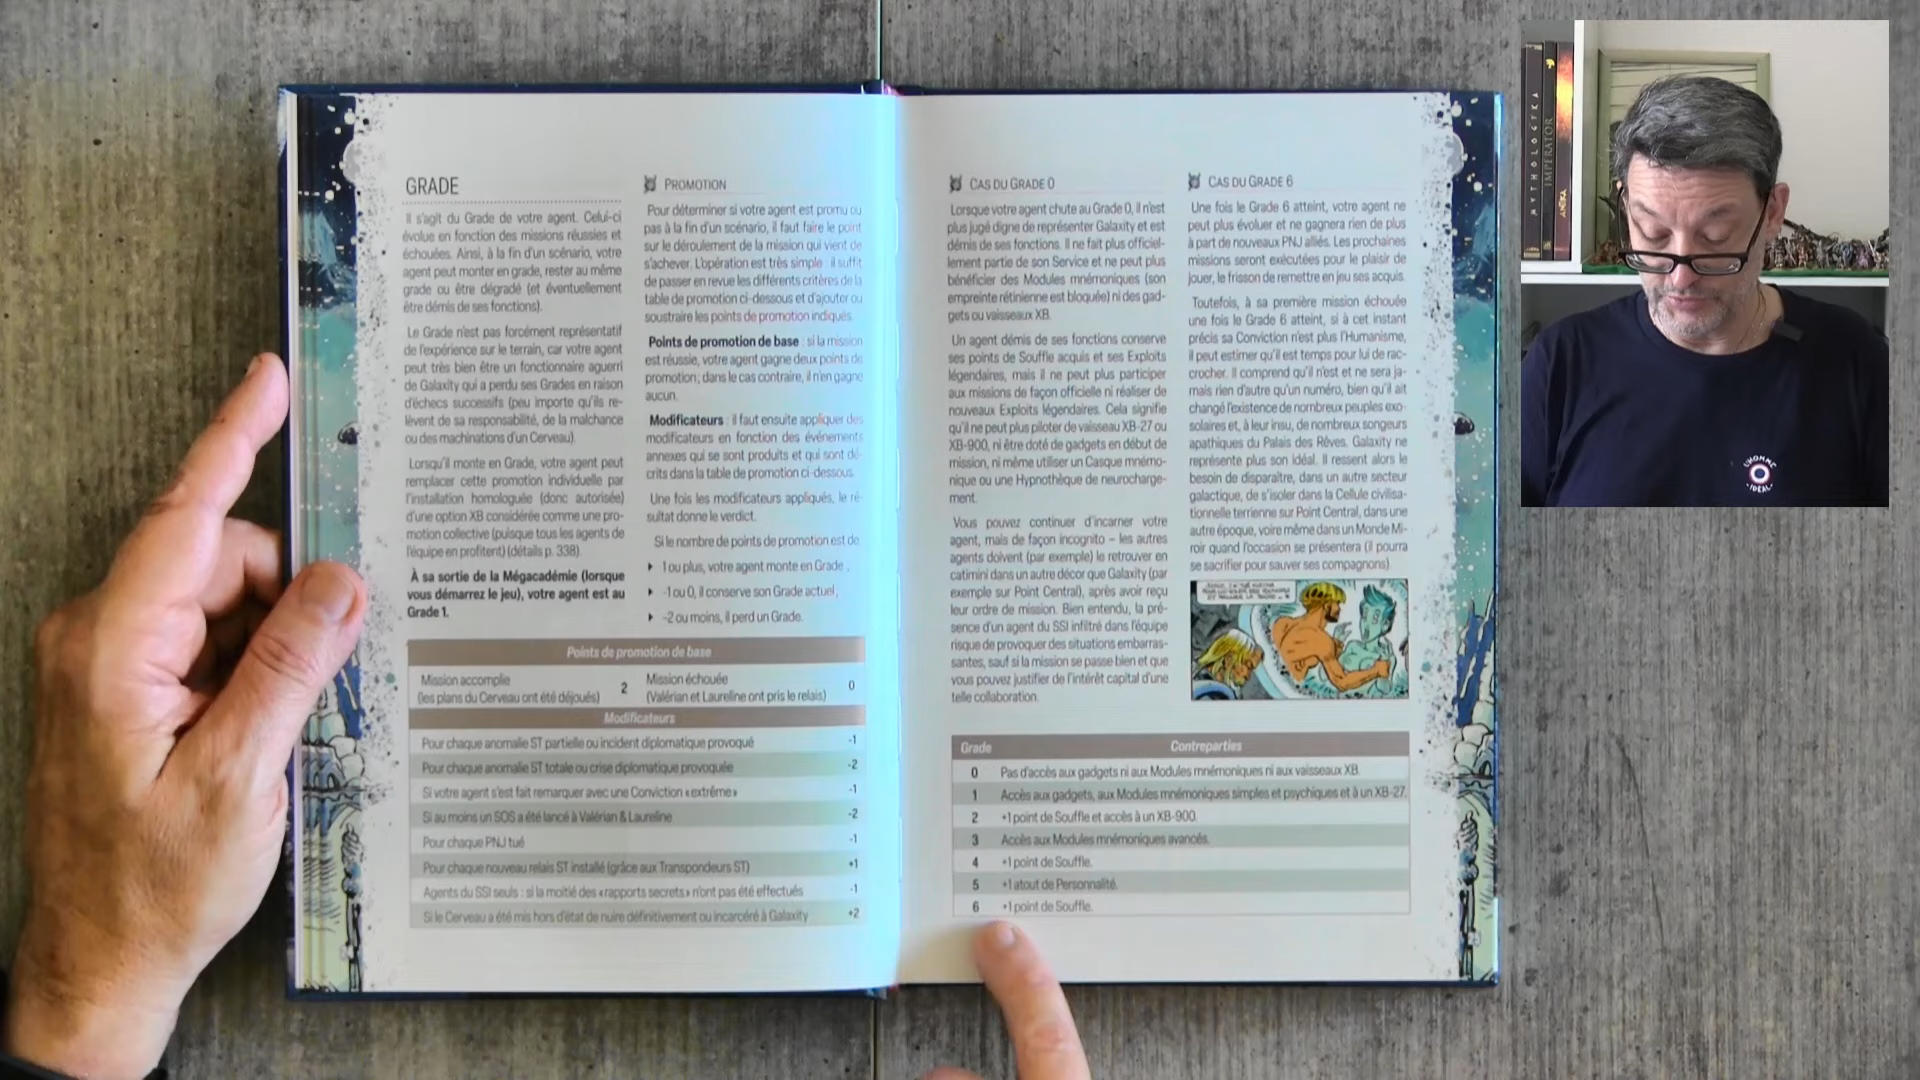 GRADE
Il s'agit du Grade de votre agent. Celui-ci
évolue en fonction des missions réussies et
échouées. Ainsi, à la fin d'un scénario, votre
agent peut monter en grade, rester au même
grade ou être dégradé (et éventuellement
être démis de ses fonctions).
Le Grade n'est pas forcément représentatif
de l'expérience sur le terrain, car votre agent
peut très bien être un fonctionnaire aguerri
de Galaxity qui a perdu ses Grades en raison
d'échecs successifs (peu importe qu'ils re-
lèvent de sa responsabilité, de la malchance
ou des machinations d'un Cerveau).
Lorsqu'il monte en Grade, votre agent peut
remplacer cette promotion individuelle par
l'installation homologuée (donc autorisée)
d'une option XB considérée comme une pro-
motion collective (puisque tous les agents de
l'équipe en profitent) (détails p. 338).
À sa sortie de la Mégacadémie (lorsque
vous démarrez le jeu), votre agent est au
Grade 1.
PROMOTION
Pour déterminer si votre agent est promu ou
pas à la fin d'un scénario, il faut faire le point
sur le déroulement de la mission qui vient de
s'achever. L'opération est très simple : il suffit
de passer en revue les différents critères de la
table de promotion ci-dessous et d'ajouter ou
soustraire les points de promotion indiqués.
Points de promotion de base : si la mission
est réussie, votre agent gagne deux points de
promotion ; dans le cas contraire, il n'en gagne
aucun.
Modificateurs : il faut ensuite appliquer des
modificateurs en fonction des événements
annexes qui se sont produits et qui sont dé-
crits dans la table de promotion ci-dessous.
Une fois les modificateurs appliqués, le ré-
sultat donne le verdict.
Si le nombre de points de promotion est de
1 ou plus, votre agent monte en Grade ;
-1 ou 0, il conserve son Grade actuel ;
-2 ou moins, il perd un Grade.
Points de promotion de base
Mission accomplie
(les plans du Cerveau ont été déjoués) 2
Mission échouée
(Valérian et Laureline ont pris le relais) 0
Modificateurs
Pour chaque anomalie ST partielle ou incident diplomatique provoqué -1
Pour chaque anomalie ST totale ou crise diplomatique provoquée -2
Si votre agent s'est fait remarquer avec une Conviction « extrême » -1
Si au moins un SOS a été lancé à Valérian & Laureline -2
Pour chaque PNJ tué -1
Pour chaque nouveau relais ST installé (grâce aux Transpondeurs ST) +1
Agents du SSI seuls : si la moitié des « rapports secrets » n'ont pas été effectués -1
Si le Cerveau a été mis hors d'état de nuire définitivement ou incarcéré à Galaxity +2
CAS DU GRADE 0
Lorsque votre agent chute au Grade 0, il n'est
plus jugé digne de représenter Galaxity et est
démis de ses fonctions. Il ne fait plus officiel-
lement partie de son Service et ne peut plus
bénéficier des Modules mnémoniques (son
empreinte rétinienne est bloquée) ni des gad-
gets ou vaisseaux XB.
Un agent démis de ses fonctions conserve
ses points de Souffle acquis et ses Exploits
légendaires, mais il ne peut plus participer
aux missions de façon officielle ni réaliser de
nouveaux Exploits légendaires. Cela signifie
qu'il ne peut plus piloter de vaisseau XB-27 ou
XB-900, ni être doté de gadgets en début de
mission, ni même utiliser un Casque mnémo-
nique ou une Hypnothèque de neurocharge-
ment.
Vous pouvez continuer d'incarner votre
agent, mais de façon incognito – les autres
agents doivent (par exemple) le retrouver en
catimini dans un autre décor que Galaxity (par
exemple sur Point Central), après avoir reçu
leur ordre de mission. Bien entendu, la pré-
sence d'un agent du SSI infiltré dans l'équipe
risque de provoquer des situations embarras-
santes, sauf si la mission se passe bien et que
vous pouvez justifier de l'intérêt capital d'une
telle collaboration.
CAS DU GRADE 6
Une fois le Grade 6 atteint, votre agent ne
peut plus évoluer et ne gagnera rien de plus
à part de nouveaux PNJ alliés. Les prochaines
missions seront exécutées pour le plaisir de
jouer, le frisson de remettre en jeu ses acquis.
Toutefois, à sa première mission échouée
une fois le Grade 6 atteint, si à cet instant
précis sa Conviction n'est plus l'Humanisme,
il peut estimer qu'il est temps pour lui de rac-
crocher. Il comprend qu'il n'est et ne sera ja-
mais rien d'autre qu'un numéro, bien qu'il ait
changé l'existence de nombreux peuples exo-
solaires et, à leur insu, de nombreux songeurs
apathiques du Palais des Rêves. Galaxity ne
représente plus son idéal. Il ressent alors le
besoin de disparaître, dans un autre secteur
galactique, de s'isoler dans la Cellule civilisa-
tionnelle terrienne sur Point Central, dans une
autre époque, voire même dans un Monde Mi-
roir quand l'occasion se présentera (il pourra
se sacrifier pour sauver ses compagnons).
Grade Contreparties
0 Pas d'accès aux gadgets ni aux Modules mnémoniques ni aux vaisseaux XB.
1 Accès aux gadgets, aux Modules mnémoniques simples et psychiques et à un XB-27.
2 +1 point de Souffle et accès à un XB-900.
3 Accès aux Modules mnémoniques avancés.
4 +1 point de Souffle.
5 +1 atout de Personnalité.
6 +1 point de Souffle.
MYTHOLOGYKA
IMPERATOR
L'HOMME
IDÉAL